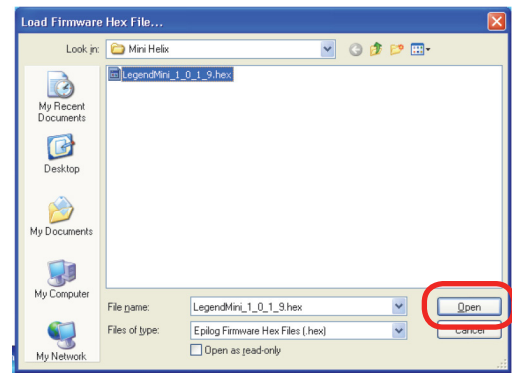 Load Firmware Hex File...
Look in: Mini Helix
LegendMini_1_0_1_9.hex
My Recent
Documents
Desktop
My Documents
My Computer
My Network
File name: LegendMini_1_0_1_9.hex Open
Files of type: Epilog Firmware Hex Files (.hex) Cancel
Open as read-only